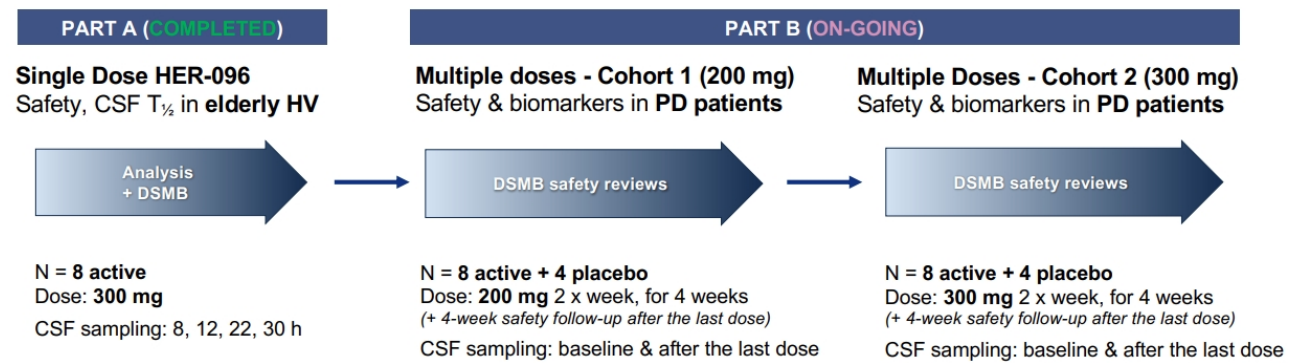 PART A (COMPLETED)
Single Dose HER-096
Safety, CSF T½ in elderly HV
Analysis
+ DSMB
N = 8 active
Dose: 300 mg
CSF sampling: 8, 12, 22, 30 h
PART B (ON-GOING)
Multiple doses - Cohort 1 (200 mg)
Safety & biomarkers in PD patients
DSMB safety reviews
N = 8 active + 4 placebo
Dose: 200 mg 2 x week, for 4 weeks
(+ 4-week safety follow-up after the last dose)
CSF sampling: baseline & after the last dose
Multiple Doses - Cohort 2 (300 mg)
Safety & biomarkers in PD patients
DSMB safety reviews
N = 8 active + 4 placebo
Dose: 300 mg 2 x week, for 4 weeks
(+ 4-week safety follow-up after the last dose)
CSF sampling: baseline & after the last dose